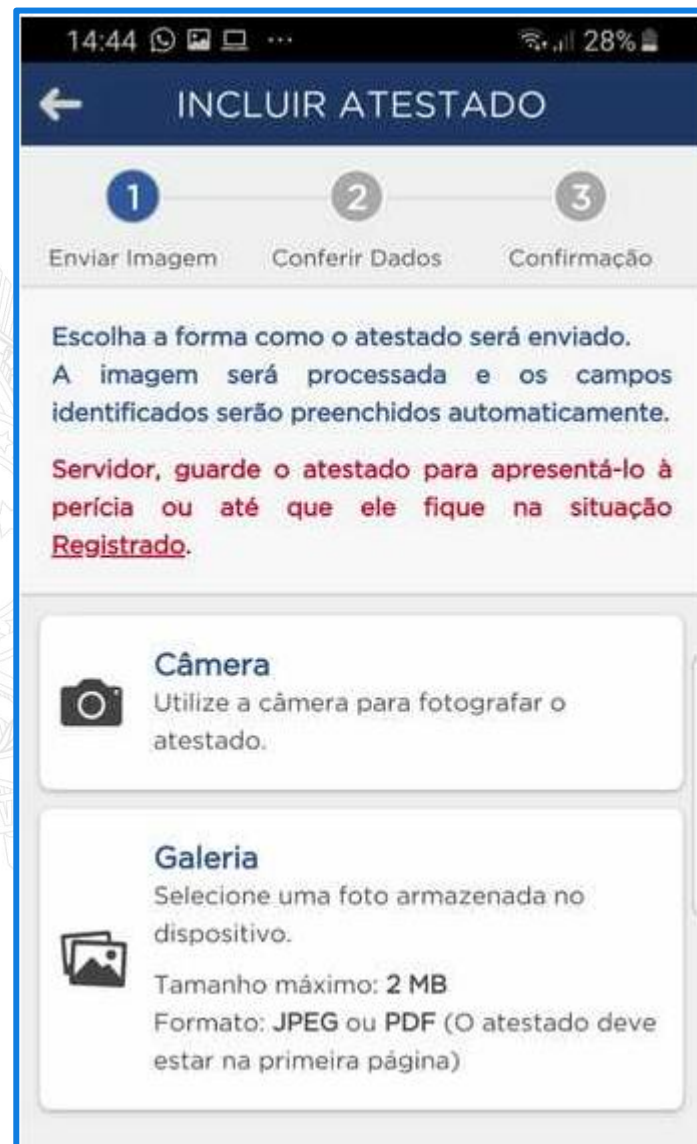 14:44 ... 28%
INCLUIR ATESTADO
1 2 3
Enviar Imagem Conferir Dados Confirmação
Escolha a forma como o atestado será enviado.
A imagem será processada e os campos
identificados serão preenchidos automaticamente.
Servidor, guarde o atestado para apresentá-lo à
perícia ou até que ele fique na situação
Registrado.
Câmera
Utilize a câmera para fotografar o
atestado.
Galeria
Selecione uma foto armazenada no
dispositivo.
Tamanho máximo: 2 MB
Formato: JPEG ou PDF (O atestado deve
estar na primeira página)